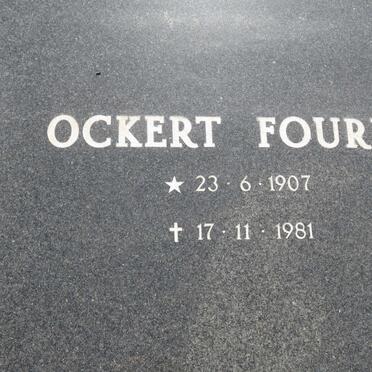 OCKERT FOUR
★ 23 · 6 · 1907
✝ 17 · 11 · 1981